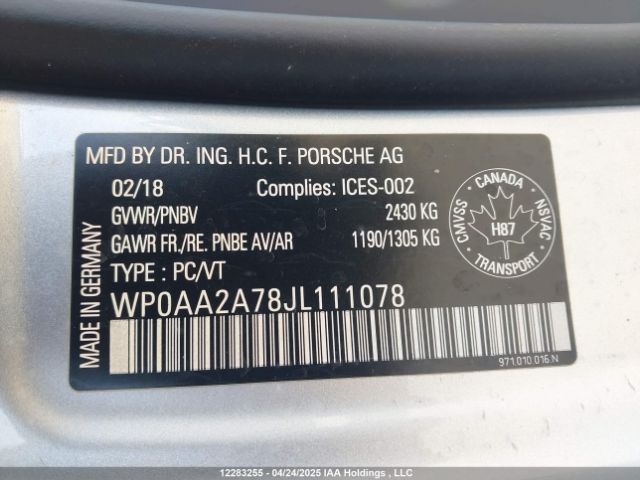 MFD BY DR. ING. H.C. F. PORSCHE AG
02/18 Complies: ICES-002
GVWR/PNBV 2430 KG
GAWR FR./RE. PNBE AV/AR 1190/1305 KG
TYPE : PC/VT
WP0AA2A78JL111078
MADE IN GERMANY
CANADA
CMVSS
NSVAC
H87
TRANSPORT
971.010.016.N
12283255 - 04/24/2025 IAA Holdings , LLC